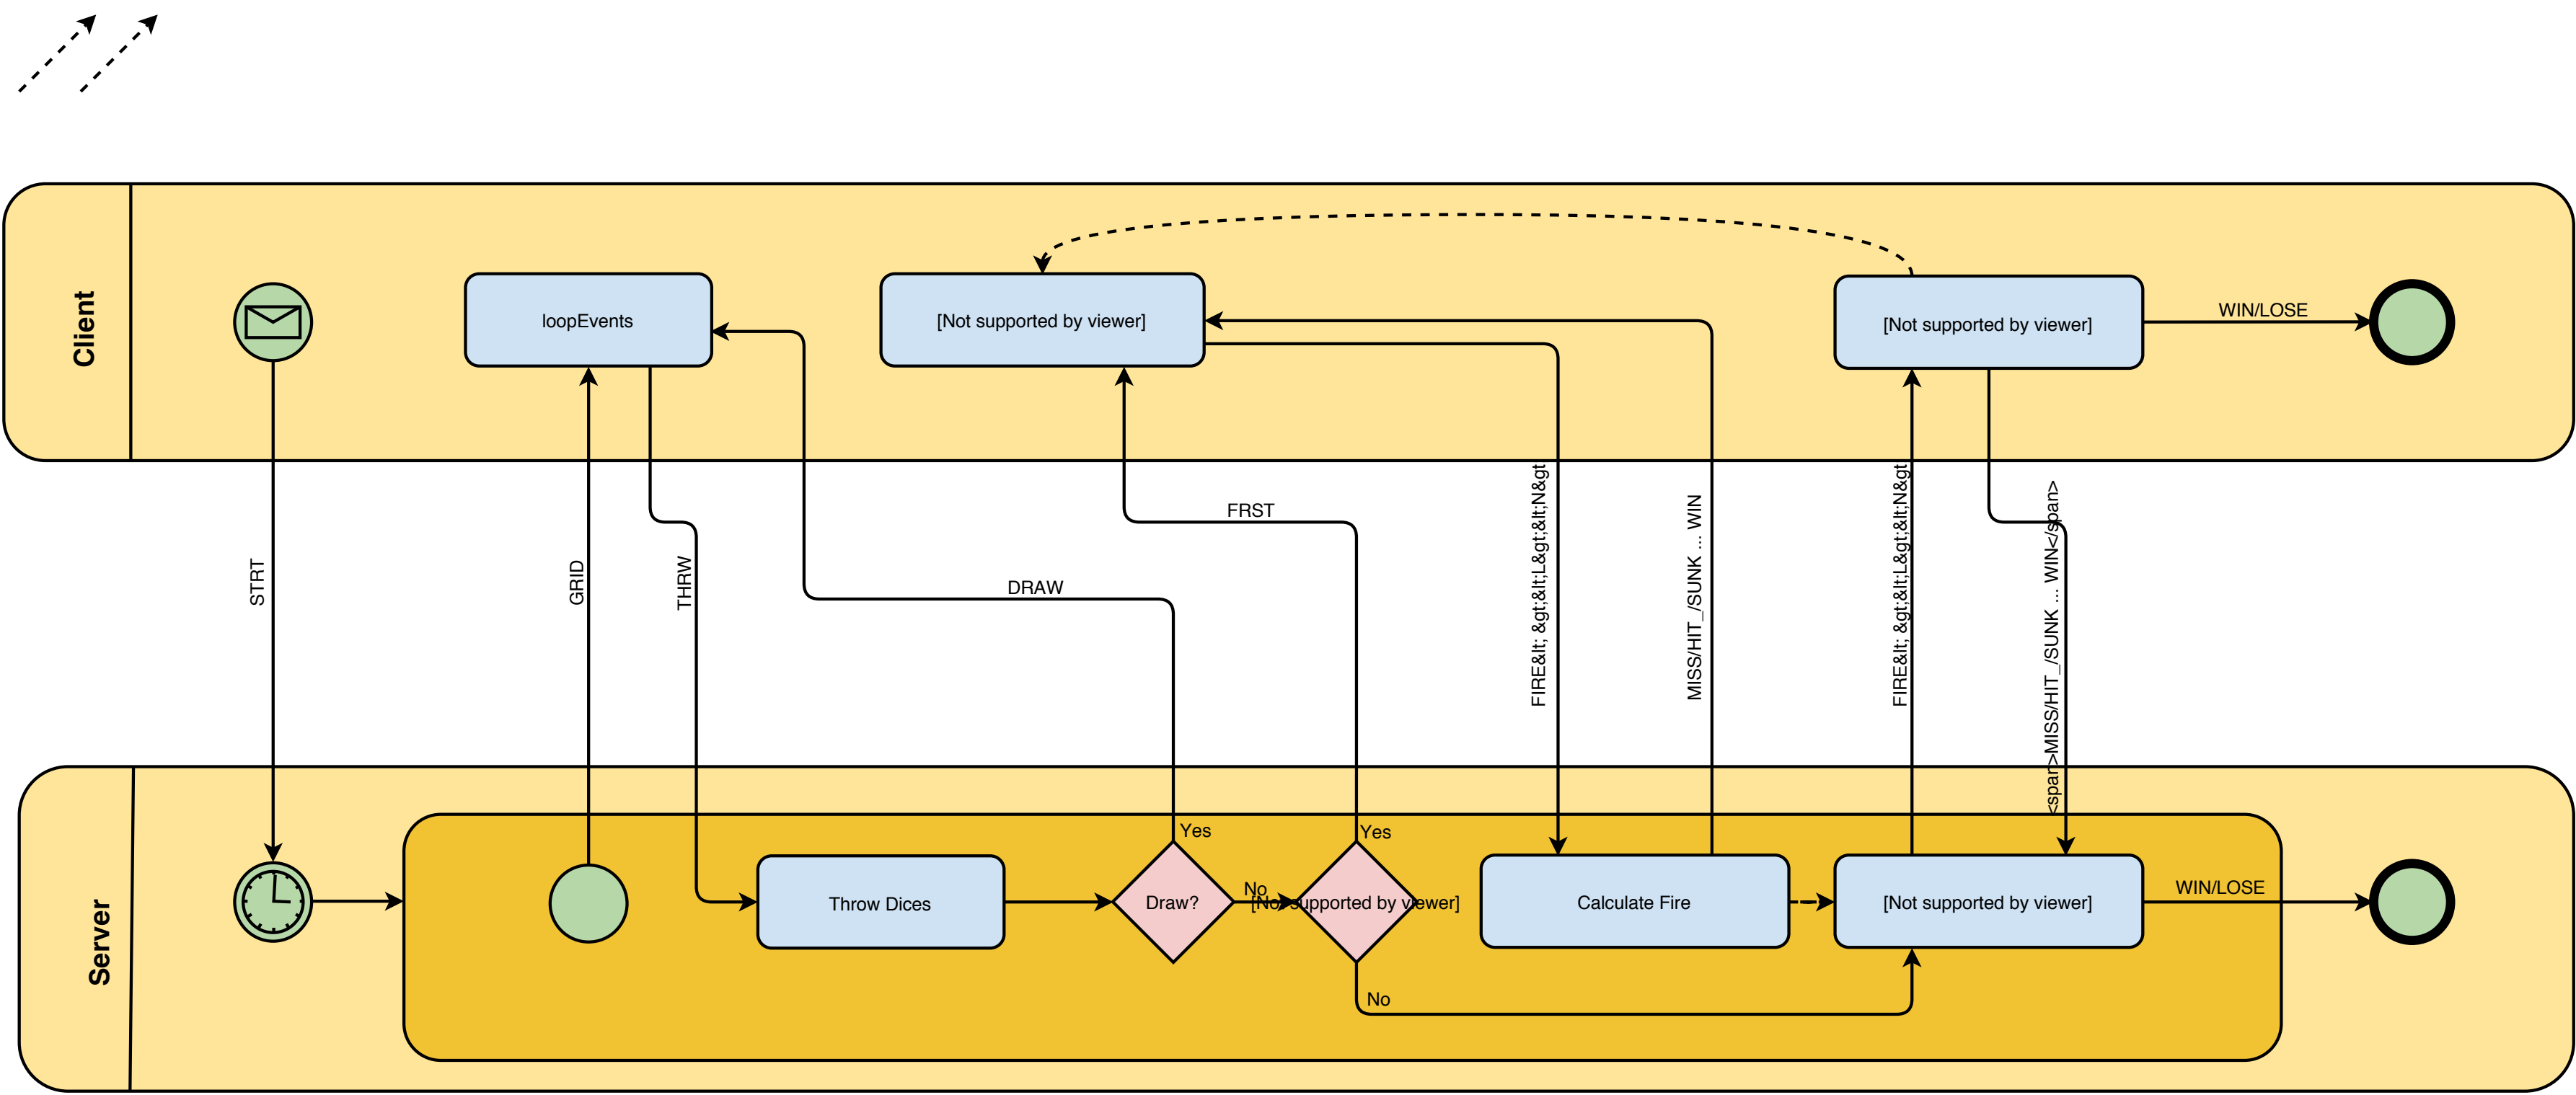 Client
loopEvents
[Not supported by viewer]
[Not supported by viewer]
WIN/LOSE
STRT
GRID
THRW
DRAW
FRST
FIRE&lt; &gt;&lt;L&gt;&lt;N&gt
MISS/HIT_/SUNK ... WIN
FIRE&lt; &gt;&lt;L&gt;&lt;N&gt
<span>MISS/HIT_/SUNK ... WIN</span>
Server
Throw Dices
Draw?
Yes
No
[Not supported by viewer]
Yes
No
Calculate Fire
[Not supported by viewer]
WIN/LOSE